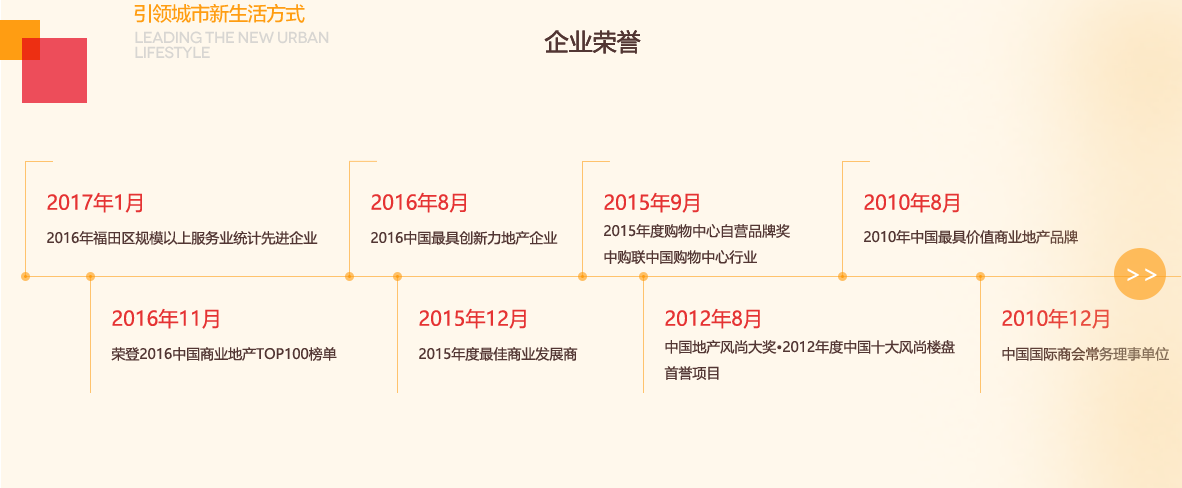 引领城市新生活方式
LEADING THE NEW URBAN
LIFESTYLE
企业荣誉
2017年1月
2016年福田区规模以上服务业统计先进企业
2016年8月
2016中国最具创新力地产企业
2015年9月
2015年度购物中心自营品牌奖
中购联中国购物中心行业
2010年8月
2010年中国最具价值商业地产品牌
>>
2016年11月
荣登2016中国商业地产TOP100榜单
2015年12月
2015年度最佳商业发展商
2012年8月
中国地产风尚大奖•2012年度中国十大风尚楼盘
首誉项目
2010年12月
中国国际商会常务理事单位